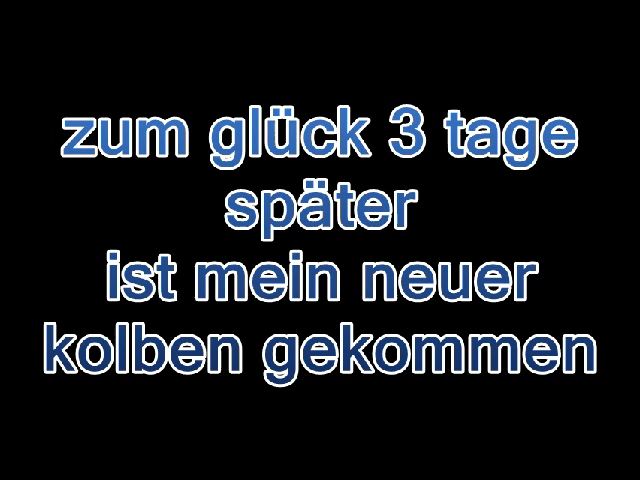 zum glück 3 tage
später
ist mein neuer
kolben gekommen